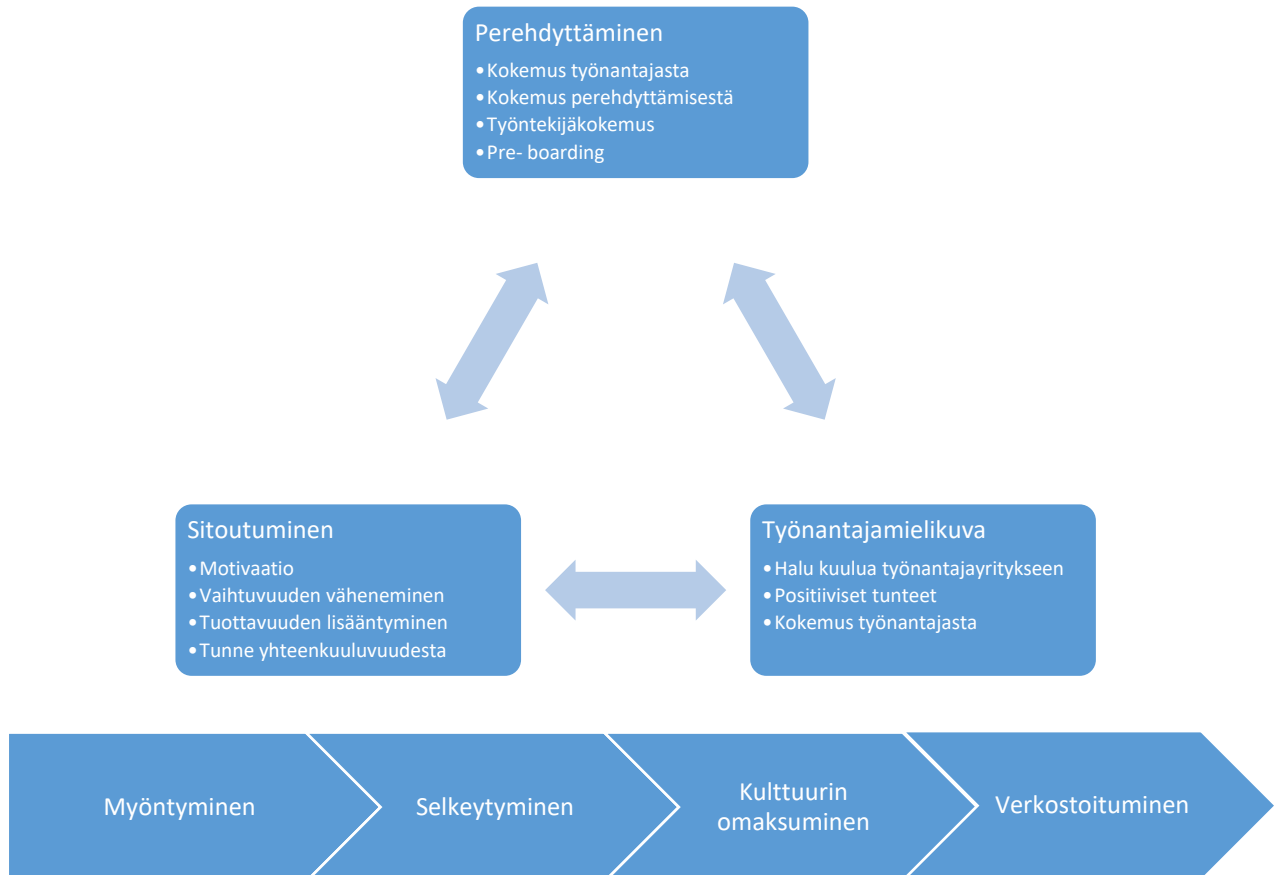 Perehdyttäminen
•Kokemus työnantajasta
•Kokemus perehdyttämisestä
•Työntekijäkokemus
•Pre- boarding
Sitoutuminen
•Motivaatio
•Vaihtuvuuden väheneminen
•Tuottavuuden lisääntyminen
•Tunne yhteenkuuluvuudesta
Työnantajamielikuva
•Halu kuulua työnantajayritykseen
•Positiiviset tunteet
•Kokemus työnantajasta
Myöntyminen
Selkeytyminen
Kulttuurin
omaksuminen
Verkostoituminen